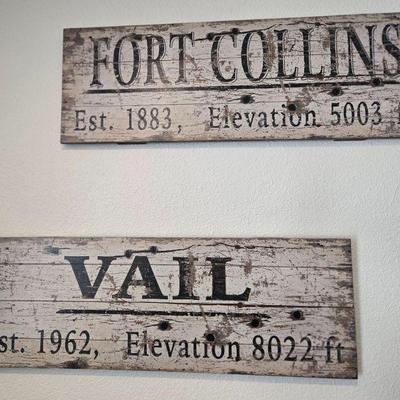 FORT COLLINS
Est. 1883, Elevation 5003 f
VAIL
st. 1962, Elevation 8022 ft